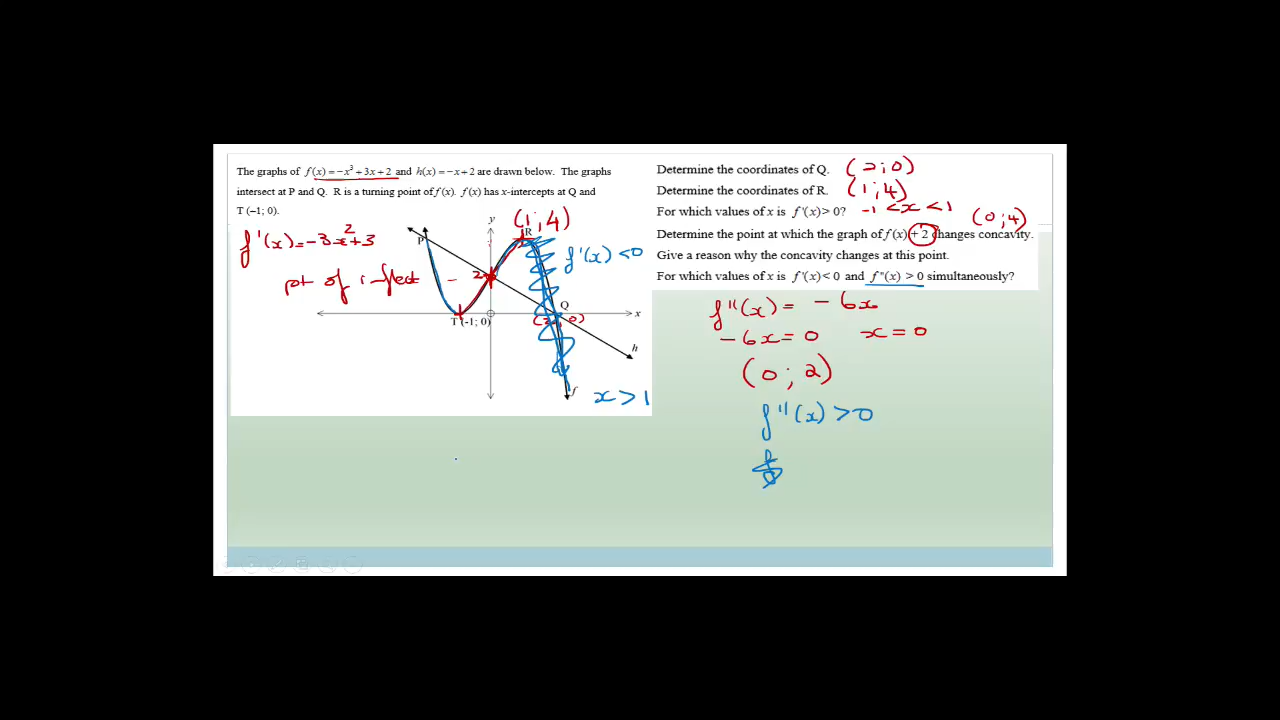 The graphs of f(x) = −x³ + 3x + 2 and h(x) = −x + 2 are drawn below. The graphs
intersect at P and Q. R is a turning point of f(x). f(x) has x-intercepts at Q and
T (−1; 0).
f'(x) = −3x² + 3
pt of inflect –
y
(1 ; 4)
R
P
f'(x) < 0
2
Q
T (-1; 0)
(2 ; 0)
x
h
f
x > 1
Determine the coordinates of Q. (2 ; 0)
Determine the coordinates of R. (1 ; 4)
For which values of x is f'(x) > 0? -1 < x < 1
(0 ; 4)
Determine the point at which the graph of f(x) + 2 changes concavity.
Give a reason why the concavity changes at this point.
For which values of x is f'(x) < 0 and f''(x) > 0 simultaneously?
f''(x) = − 6x
− 6x = 0 x = 0
(0 ; 2)
f''(x) > 0